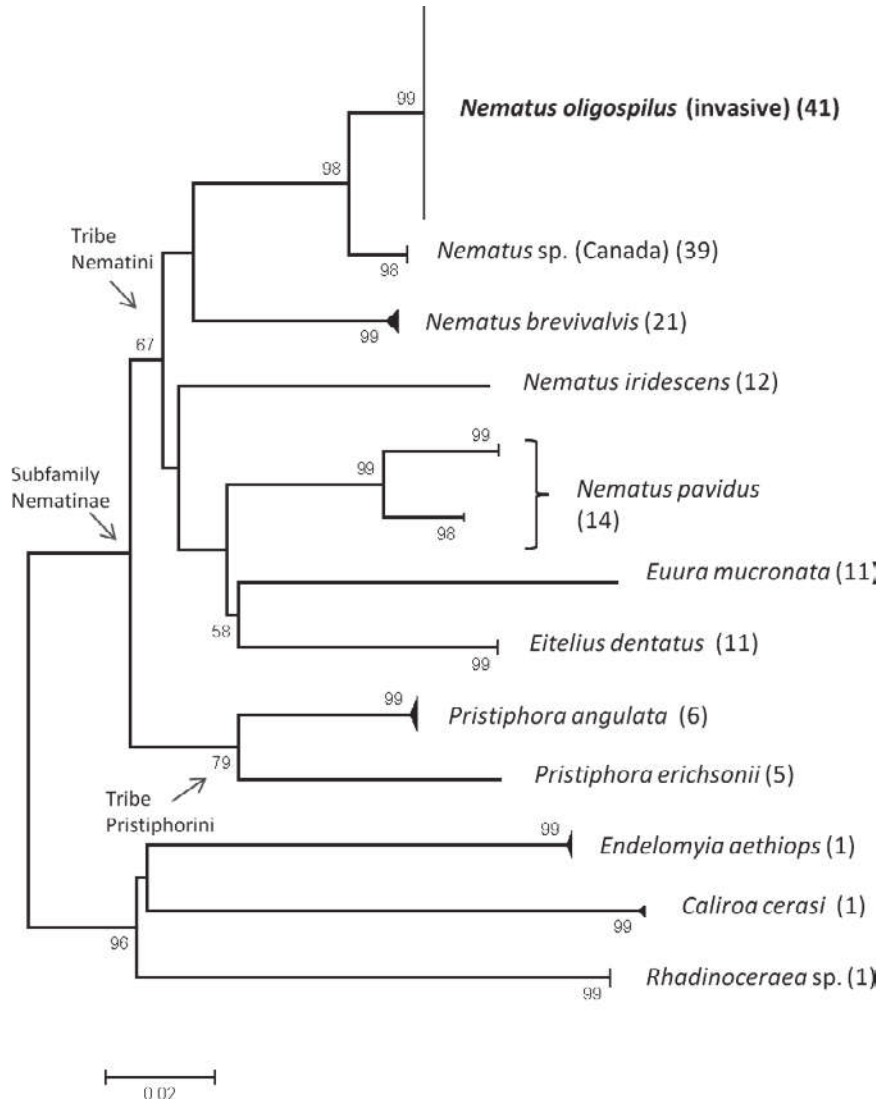 99
Nematus oligospilus (invasive) (41)
98
Tribe
Nematini
Nematus sp. (Canada) (39)
98
Nematus brevivalvis (21)
99
67
Nematus iridescens (12)
99
Subfamily
Nematinae
99
Nematus pavidus
(14)
98
Euura mucronata (11)
58
Eitelius dentatus (11)
99
99
Pristiphora angulata (6)
79
Pristiphora erichsonii (5)
Tribe
Pristiphorini
99
Endelomyia aethiops (1)
Caliroa cerasi (1)
99
96
Rhadinoceraea sp. (1)
99
0.02